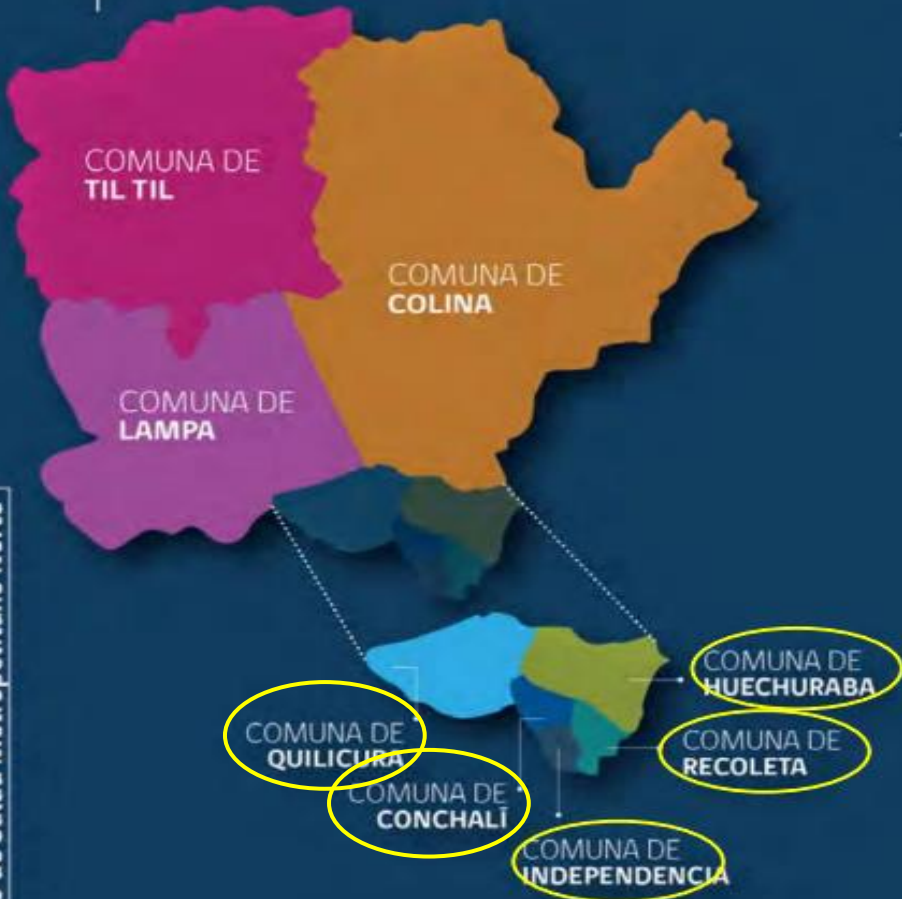 COMUNA DE
TIL TIL
COMUNA DE
COLINA
COMUNA DE
LAMPA
COMUNA DE
HUECHURABA
COMUNA DE
QUILICURA
COMUNA DE
RECOLETA
COMUNA DE
CONCHALÍ
COMUNA DE
INDEPENDENCIA